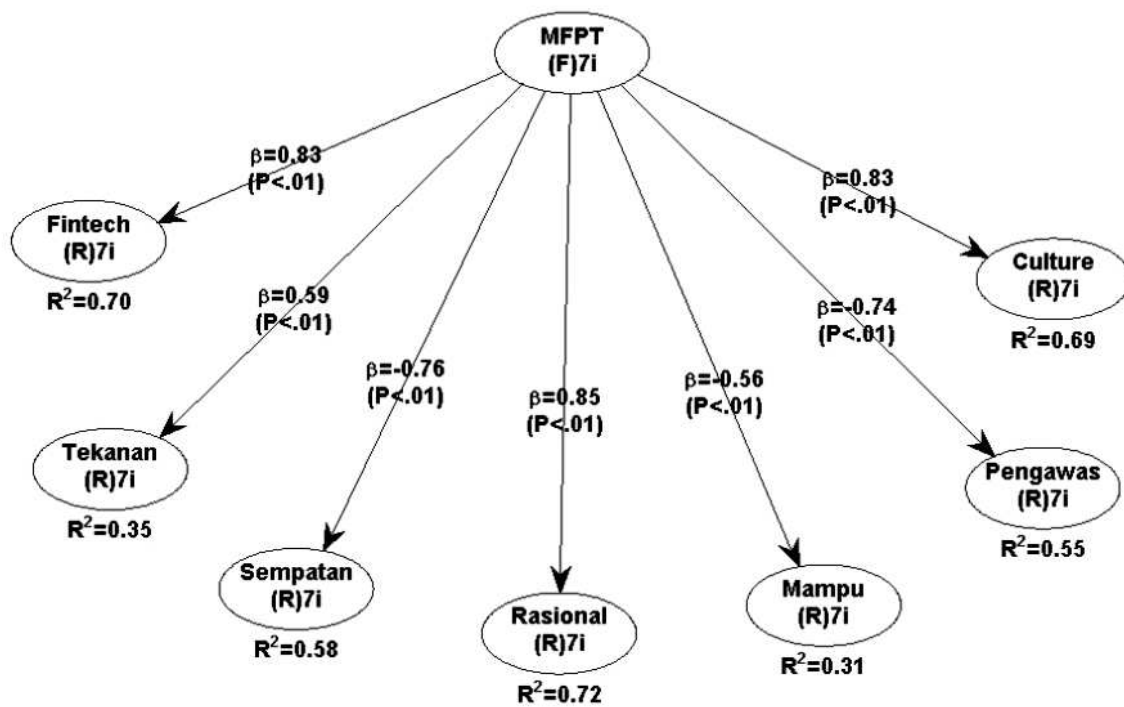 MFPT
(F)7i
β=0.83
(P<.01)
β=0.83
(P<.01)
Fintech
(R)7i
R²=0.70
Culture
(R)7i
R²=0.69
β=0.59
(P<.01)
β=-0.74
(P<.01)
β=-0.76
(P<.01)
β=0.85
(P<.01)
β=-0.56
(P<.01)
Tekanan
(R)7i
R²=0.35
Pengawas
(R)7i
R²=0.55
Sempatan
(R)7i
R²=0.58
Rasional
(R)7i
R²=0.72
Mampu
(R)7i
R²=0.31